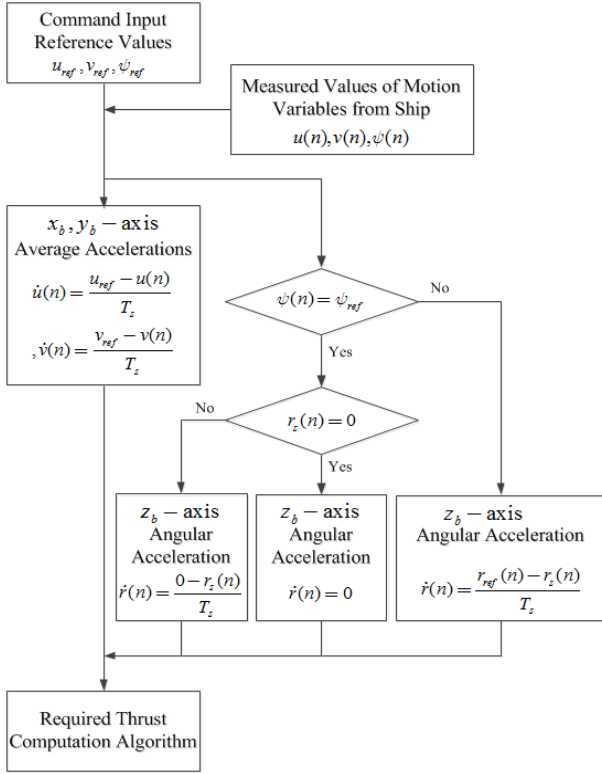 Command Input
Reference Values
u_ref, v_ref, ψ_ref
Measured Values of Motion
Variables from Ship
u(n),v(n),ψ(n)
x_b, y_b − axis
Average Accelerations
u̇(n) = (u_ref − u(n)) / T_s
,v̇(n) = (v_ref − v(n)) / T_s
ψ(n) = ψ_ref
No
Yes
r_s(n) = 0
No
Yes
z_b − axis
Angular
Acceleration
ṙ(n) = (0 − r_s(n)) / T_s
z_b − axis
Angular
Acceleration
ṙ(n) = 0
z_b − axis
Angular Acceleration
ṙ(n) = (r_ref(n) − r_s(n)) / T_s
Required Thrust
Computation Algorithm